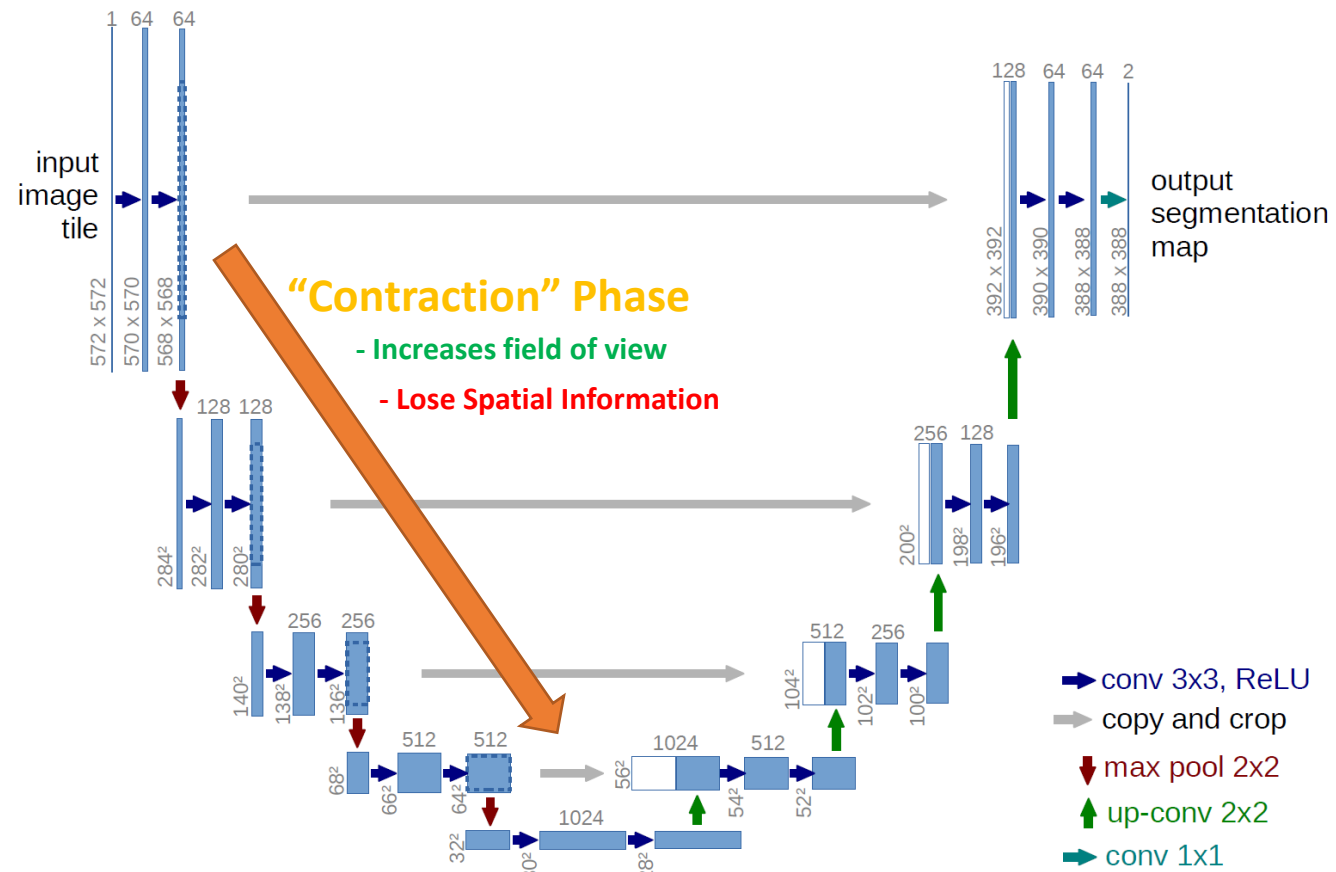 1 64 64
128 64 64 2
input
image
tile
output
segmentation
map
572 x 572
570 x 570
568 x 568
392 x 392
390 x 390
388 x 388
388 x 388
“Contraction” Phase
- Increases field of view
- Lose Spatial Information
128 128
256 128
284²
282²
280²
200²
198²
196²
256 256
512 256
140²
138²
136²
104²
102²
100²
512 512
1024 512
68²
66²
64²
56²
54²
52²
1024
32²
conv 3x3, ReLU
copy and crop
max pool 2x2
up-conv 2x2
conv 1x1